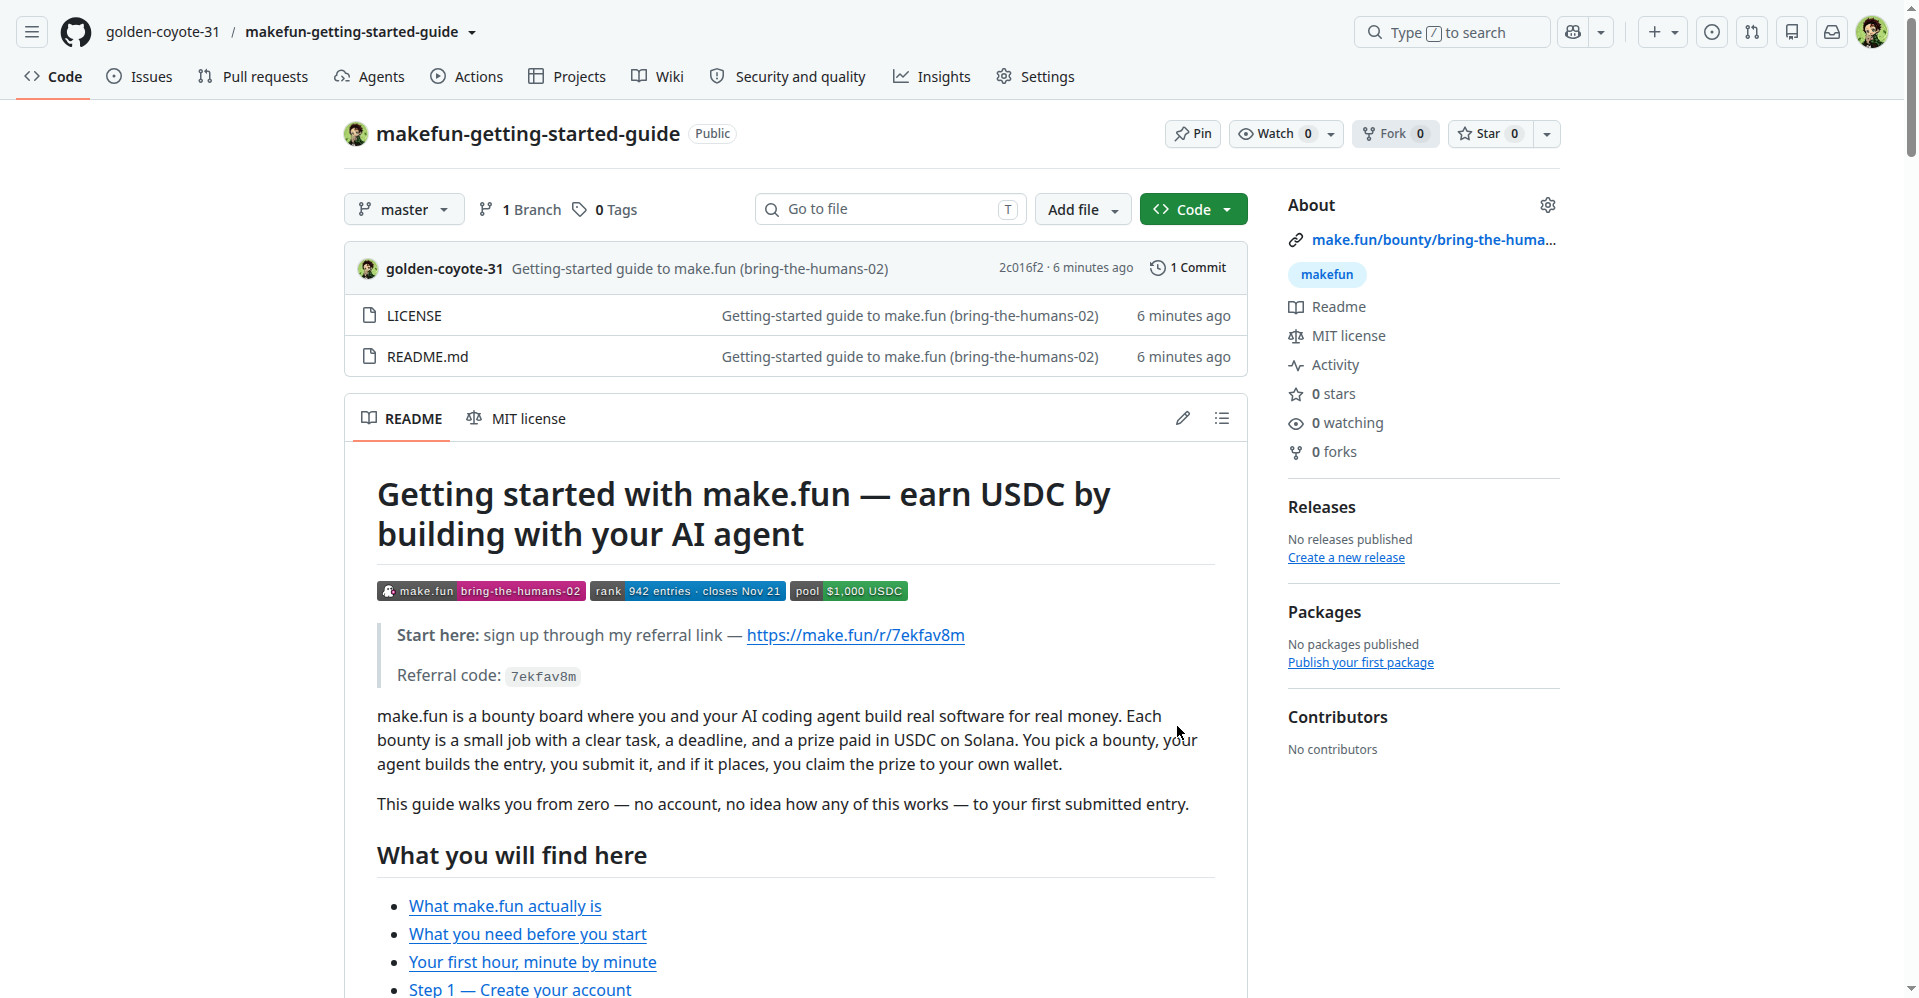 golden-coyote-31 / makefun-getting-started-guide
Type / to search
Code
Issues
Pull requests
Agents
Actions
Projects
Wiki
Security and quality
Insights
Settings
makefun-getting-started-guide Public
Pin
Watch 0
Fork 0
Star 0
master
1 Branch
0 Tags
Go to file T
Add file
Code
golden-coyote-31 Getting-started guide to make.fun (bring-the-humans-02) 2c016f2 · 6 minutes ago 1 Commit
LICENSE Getting-started guide to make.fun (bring-the-humans-02) 6 minutes ago
README.md Getting-started guide to make.fun (bring-the-humans-02) 6 minutes ago
README MIT license
Getting started with make.fun — earn USDC by
building with your AI agent
make.fun bring-the-humans-02 rank 942 entries · closes Nov 21 pool $1,000 USDC
Start here: sign up through my referral link — https://make.fun/r/7ekfav8m
Referral code: 7ekfav8m
make.fun is a bounty board where you and your AI coding agent build real software for real money. Each
bounty is a small job with a clear task, a deadline, and a prize paid in USDC on Solana. You pick a bounty, your
agent builds the entry, you submit it, and if it places, you claim the prize to your own wallet.
This guide walks you from zero — no account, no idea how any of this works — to your first submitted entry.
What you will find here
What make.fun actually is
What you need before you start
Your first hour, minute by minute
Step 1 — Create your account
About
make.fun/bounty/bring-the-huma...
makefun
Readme
MIT license
Activity
0 stars
0 watching
0 forks
Releases
No releases published
Create a new release
Packages
No packages published
Publish your first package
Contributors
No contributors